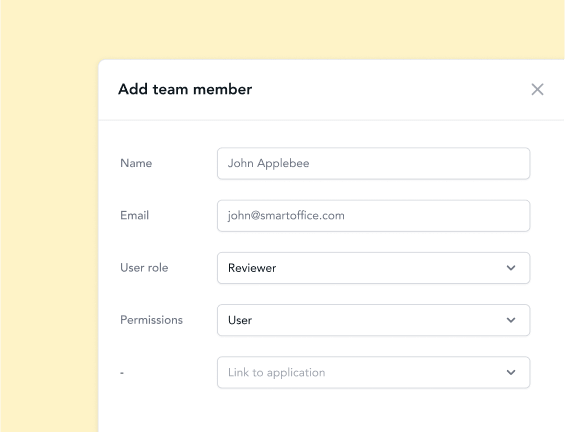 Add team member
Name
John Applebee
Email
john@smartoffice.com
User role
Reviewer
Permissions
User
-
Link to application